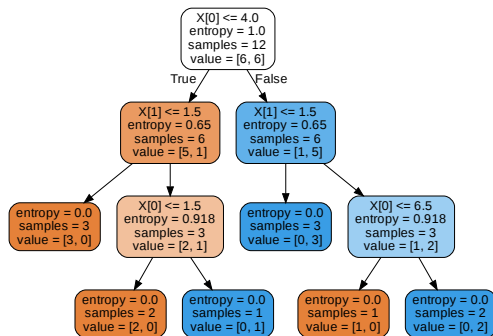 X[0] <= 4.0
entropy = 1.0
samples = 12
value = [6, 6]
True
False
X[1] <= 1.5
entropy = 0.65
samples = 6
value = [5, 1]
X[1] <= 1.5
entropy = 0.65
samples = 6
value = [1, 5]
entropy = 0.0
samples = 3
value = [3, 0]
X[0] <= 1.5
entropy = 0.918
samples = 3
value = [2, 1]
entropy = 0.0
samples = 3
value = [0, 3]
X[0] <= 6.5
entropy = 0.918
samples = 3
value = [1, 2]
entropy = 0.0
samples = 2
value = [2, 0]
entropy = 0.0
samples = 1
value = [0, 1]
entropy = 0.0
samples = 1
value = [1, 0]
entropy = 0.0
samples = 2
value = [0, 2]